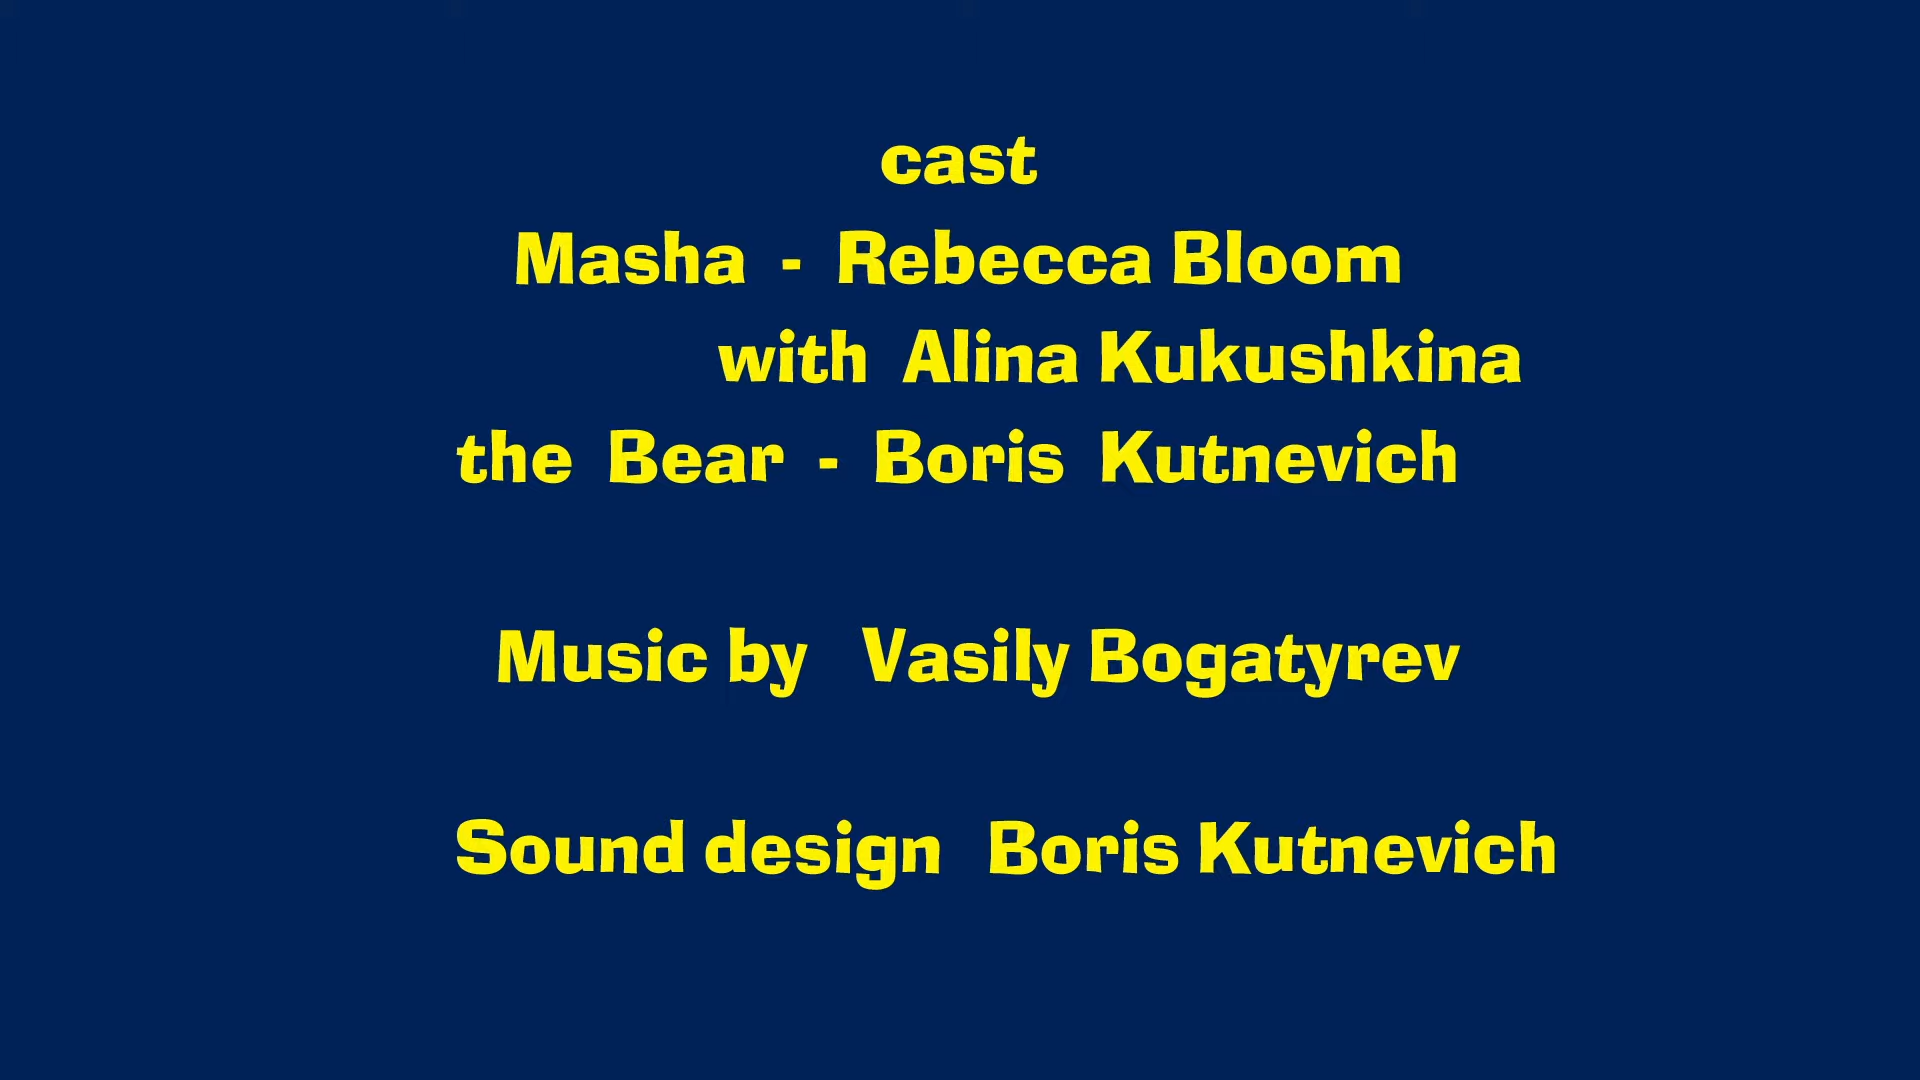 cast
Masha - Rebecca Bloom
with Alina Kukushkina
the Bear - Boris Kutnevich
Music by Vasily Bogatyrev
Sound design Boris Kutnevich